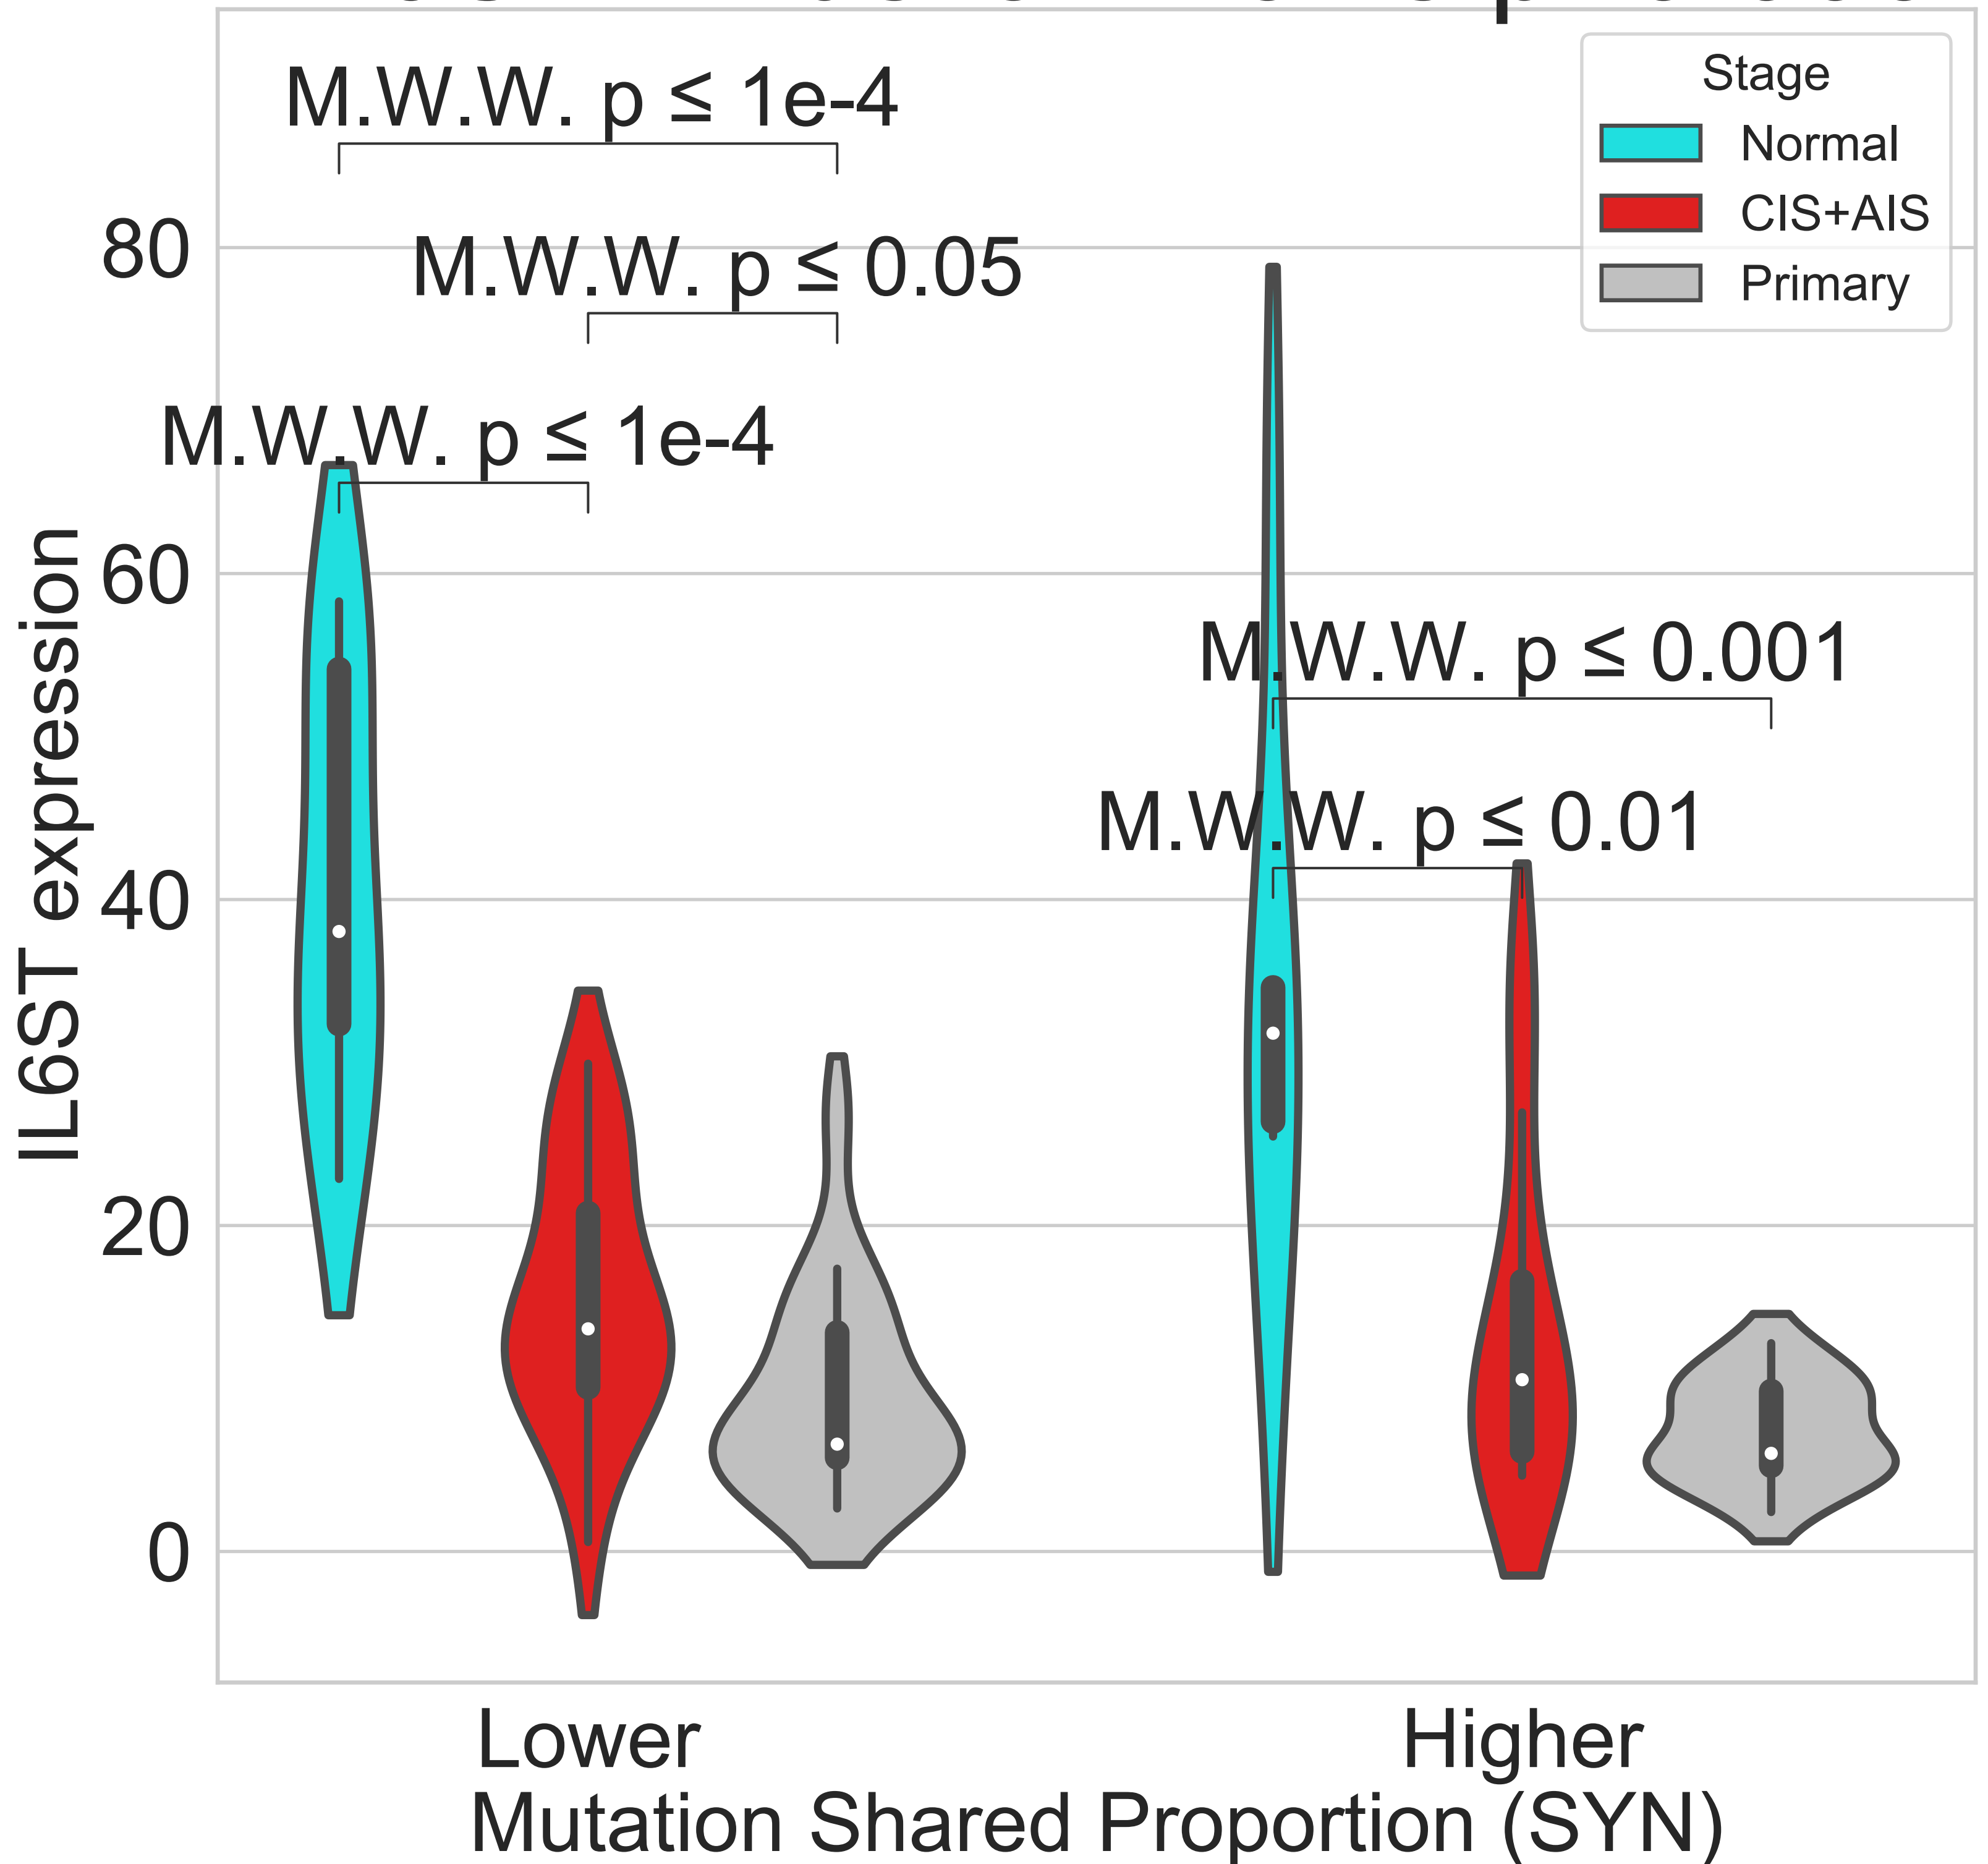 M.W.W. p ≤ 1e-4
Stage
Normal
CIS+AIS
Primary
80
M.W.W. p ≤ 0.05
M.W.W. p ≤ 1e-4
60
M.W.W. p ≤ 0.001
M.W.W. p ≤ 0.01
40
IL6ST expression
20
0
Lower
Higher
Mutation Shared Proportion (SYN)